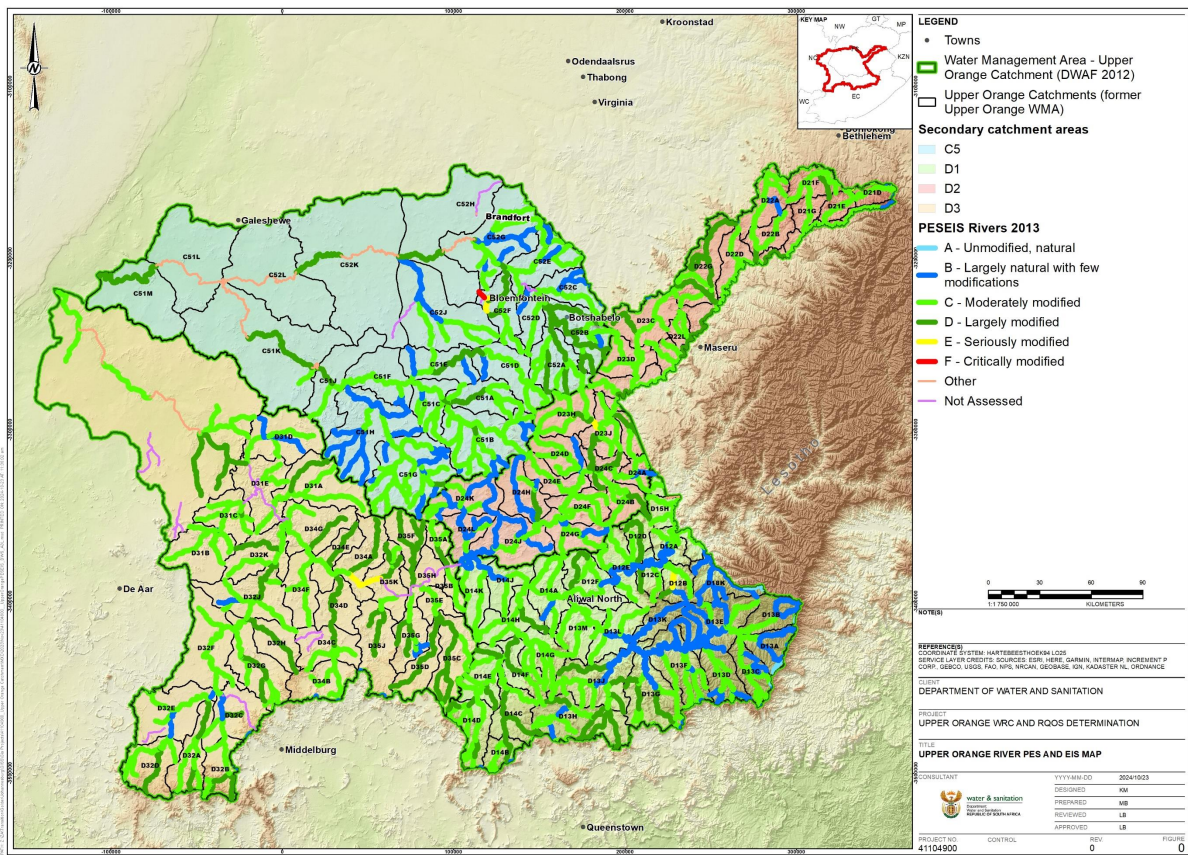 -100000
0
100000
200000
300000
Kroonstad
Odendaalsrus
Thabong
Virginia
Bethlehem
KEY MAP
NW
GT
MP
NC
KZN
WC
EC
N
-3100000
-3200000
-3300000
-3400000
-3500000
Galeshewe
Brandfort
Bloemfontein
Botshabelo
Maseru
Lesotho
Aliwal North
De Aar
Middelburg
Queenstown
C52H
C51L
C52L
C52K
C51M
C52G
C52E
C52C
C52J
C52F
C52D
C52B
C51K
C51J
C51F
C51E
C51D
C52A
C51C
C51A
C51H
C51B
C51G
D21F
D21D
D22A
D21G
D21E
D22B
D22D
D22G
D23C
D22L
D23D
D23H
D23J
D24D
D24C
D24A
D24E
D24H
D24K
D24F
D24B
D15H
D24L
D24J
D24G
D12D
D31D
D31E
D31A
D31C
D34G
D35F
D35A
D31B
D32K
D34E
D34A
D35K
D35H
D35B
D35E
D32J
D34F
D34D
D35G
D35J
D32F
D32H
D34C
D35D
D35C
D32G
D34B
D32E
D32C
D32D
D32A
D32B
D12A
D14J
D12E
D12C
D12B
D18K
D14K
D14A
D12F
D14H
D13M
D13L
D13K
D13E
D13B
D13A
D14G
D14E
D14F
D13J
D13F
D13D
D13C
D13G
D14D
D14C
D13H
D14B
LEGEND
Towns
Water Management Area - Upper
Orange Catchment (DWAF 2012)
Upper Orange Catchments (former
Upper Orange WMA)
Secondary catchment areas
C5
D1
D2
D3
PESEIS Rivers 2013
A - Unmodified, natural
B - Largely natural with few
modifications
C - Moderately modified
D - Largely modified
E - Seriously modified
F - Critically modified
Other
Not Assessed
0 30 60 90
1:1 750 000 KILOMETERS
NOTE(S)
REFERENCE(S)
COORDINATE SYSTEM: HARTEBEESTHOEK94 LO25
SERVICE LAYER CREDITS: SOURCES: ESRI, HERE, GARMIN, INTERMAP, INCREMENT P
CORP., GEBCO, USGS, FAO, NPS, NRCAN, GEOBASE, IGN, KADASTER NL, ORDNANCE
CLIENT
DEPARTMENT OF WATER AND SANITATION
PROJECT
UPPER ORANGE WRC AND RQOS DETERMINATION
TITLE
UPPER ORANGE RIVER PES AND EIS MAP
CONSULTANT
water & sanitation
Department:
Water and Sanitation
REPUBLIC OF SOUTH AFRICA
YYYY-MM-DD 2024/10/23
DESIGNED KM
PREPARED MB
REVIEWED LB
APPROVED LB
PROJECT NO. CONTROL REV. FIGURE
41104900 0 0